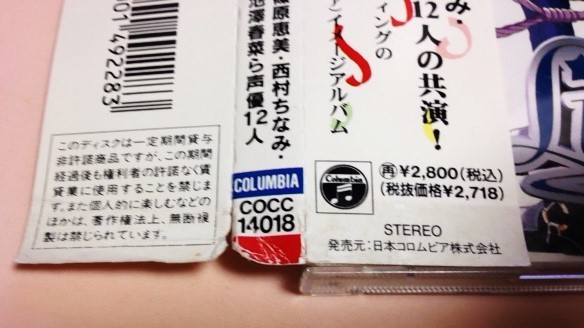 01 492283
このディスクは一定期間貸与
非許諾商品ですが、この期間
経過後も権利者の許諾なく賃
貸業に使用することを禁じま
す。また個人的に楽しむなどの
ほかは、著作権法上、無断複
製は禁じられています。
篠原恵美・西村ちなみ・
池澤春菜ら声優12人
COLUMBIA
COCC
14018
み・
12人の共演!
ィングの
イメージアルバム
Columbia
再¥2,800(税込)
(税抜価格¥2,718)
STEREO
発売元:日本コロムビア株式会社